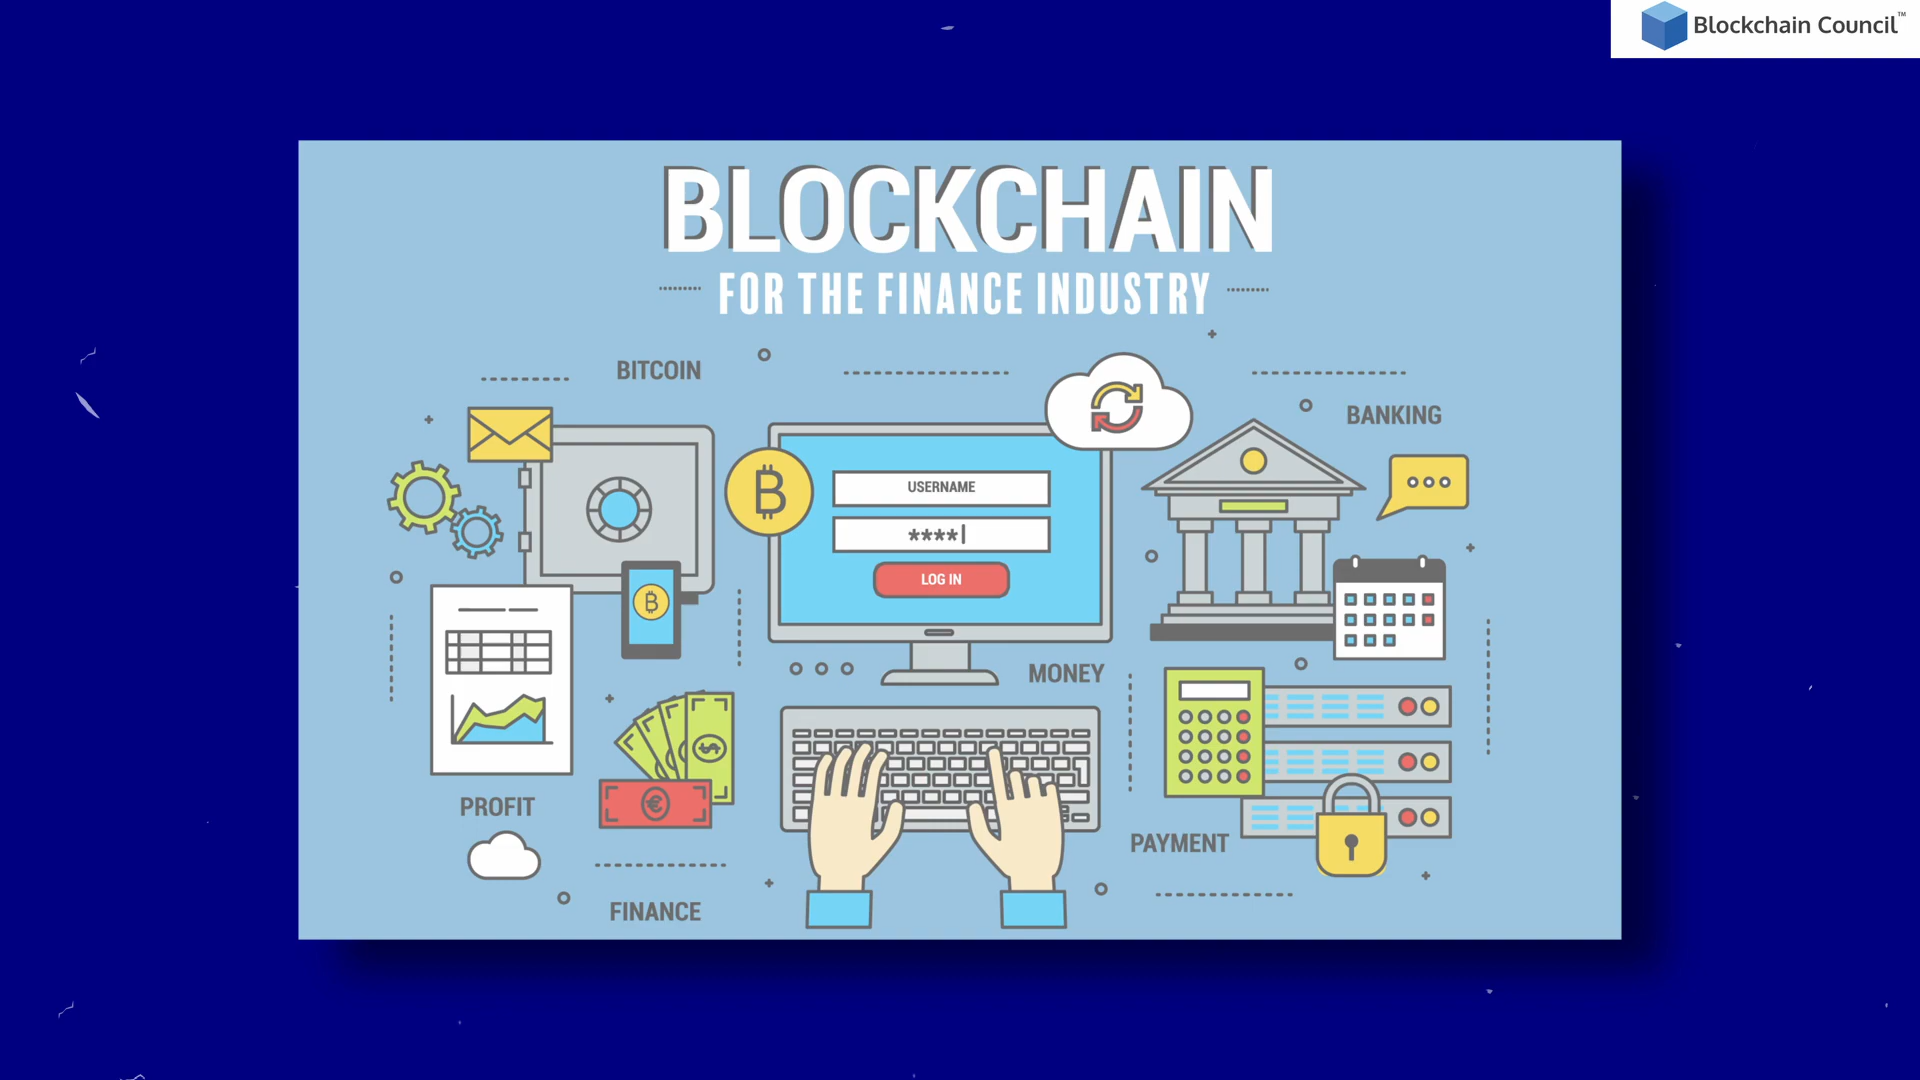 Blockchain Council™
BLOCKCHAIN
FOR THE FINANCE INDUSTRY
BITCOIN
BANKING
USERNAME
****|
LOG IN
MONEY
PROFIT
PAYMENT
FINANCE